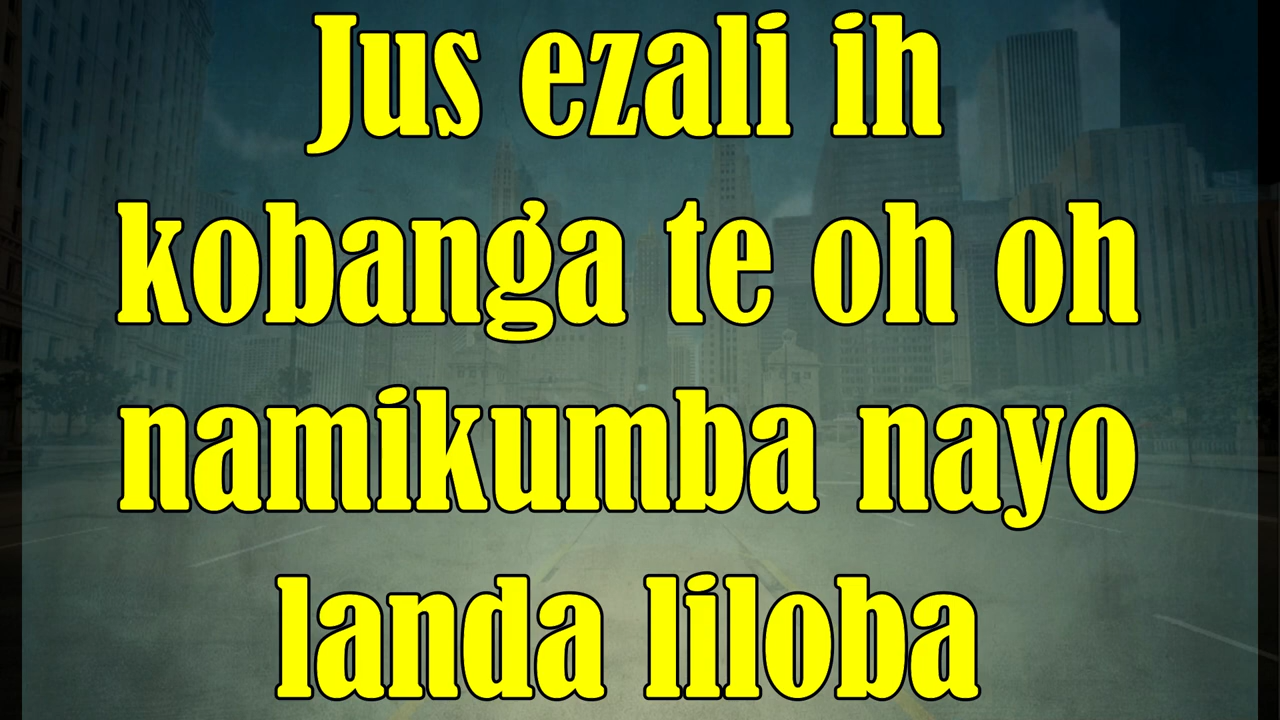 Jus ezali ih
kobanga te oh oh
namikumba nayo
landa liloba